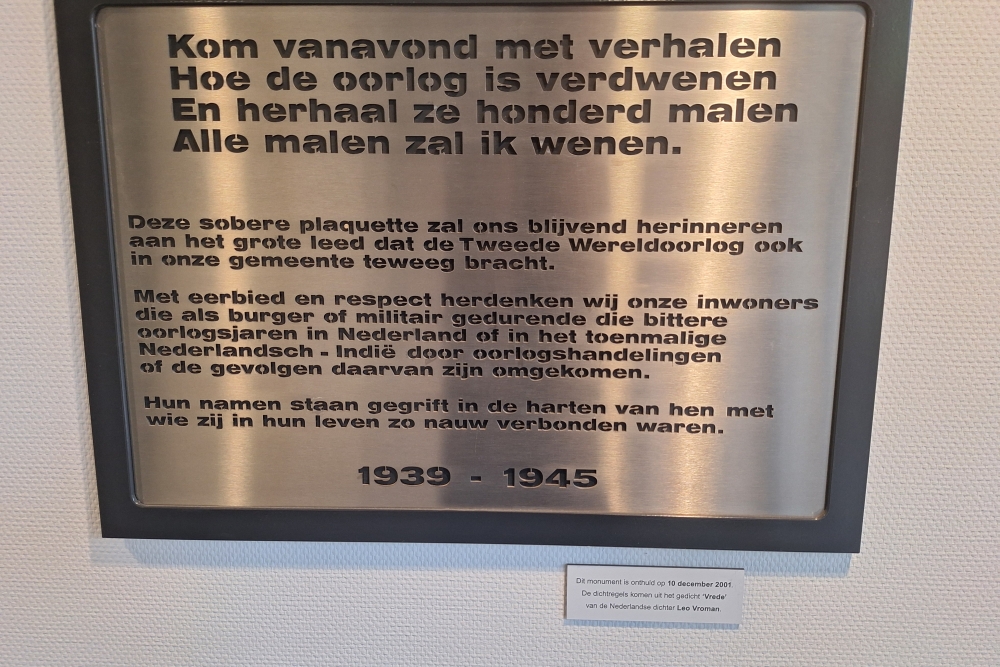 Kom vanavond met verhalen
Hoe de oorlog is verdwenen
En herhaal ze honderd malen
Alle malen zal ik wenen.
Deze sobere plaquette zal ons blijvend herinneren
aan het grote leed dat de Tweede Wereldoorlog ook
in onze gemeente teweeg bracht.
Met eerbied en respect herdenken wij onze inwoners
die als burger of militair gedurende die bittere
oorlogsjaren in Nederland of in het toenmalige
Nederlandsch - Indië door oorlogshandelingen
of de gevolgen daarvan zijn omgekomen.
Hun namen staan gegrift in de harten van hen met
wie zij in hun leven zo nauw verbonden waren.
1939 - 1945
Dit monument is onthuld op 10 december 2001.
De dichtregels komen uit het gedicht 'Vrede'
van de Nederlandse dichter Leo Vroman.